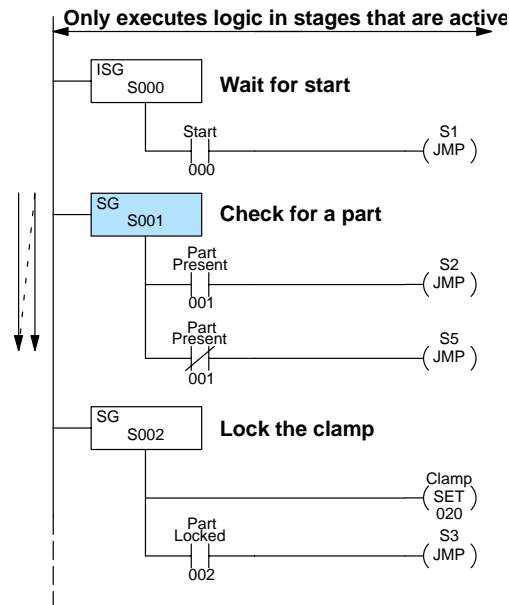 Only executes logic in stages that are active
ISG
S000
Wait for start
Start
000
S1
JMP
SG
S001
Check for a part
Part
Present
001
S2
JMP
Part
Present
001
S5
JMP
SG
S002
Lock the clamp
Clamp
SET
020
Part
Locked
002
S3
JMP